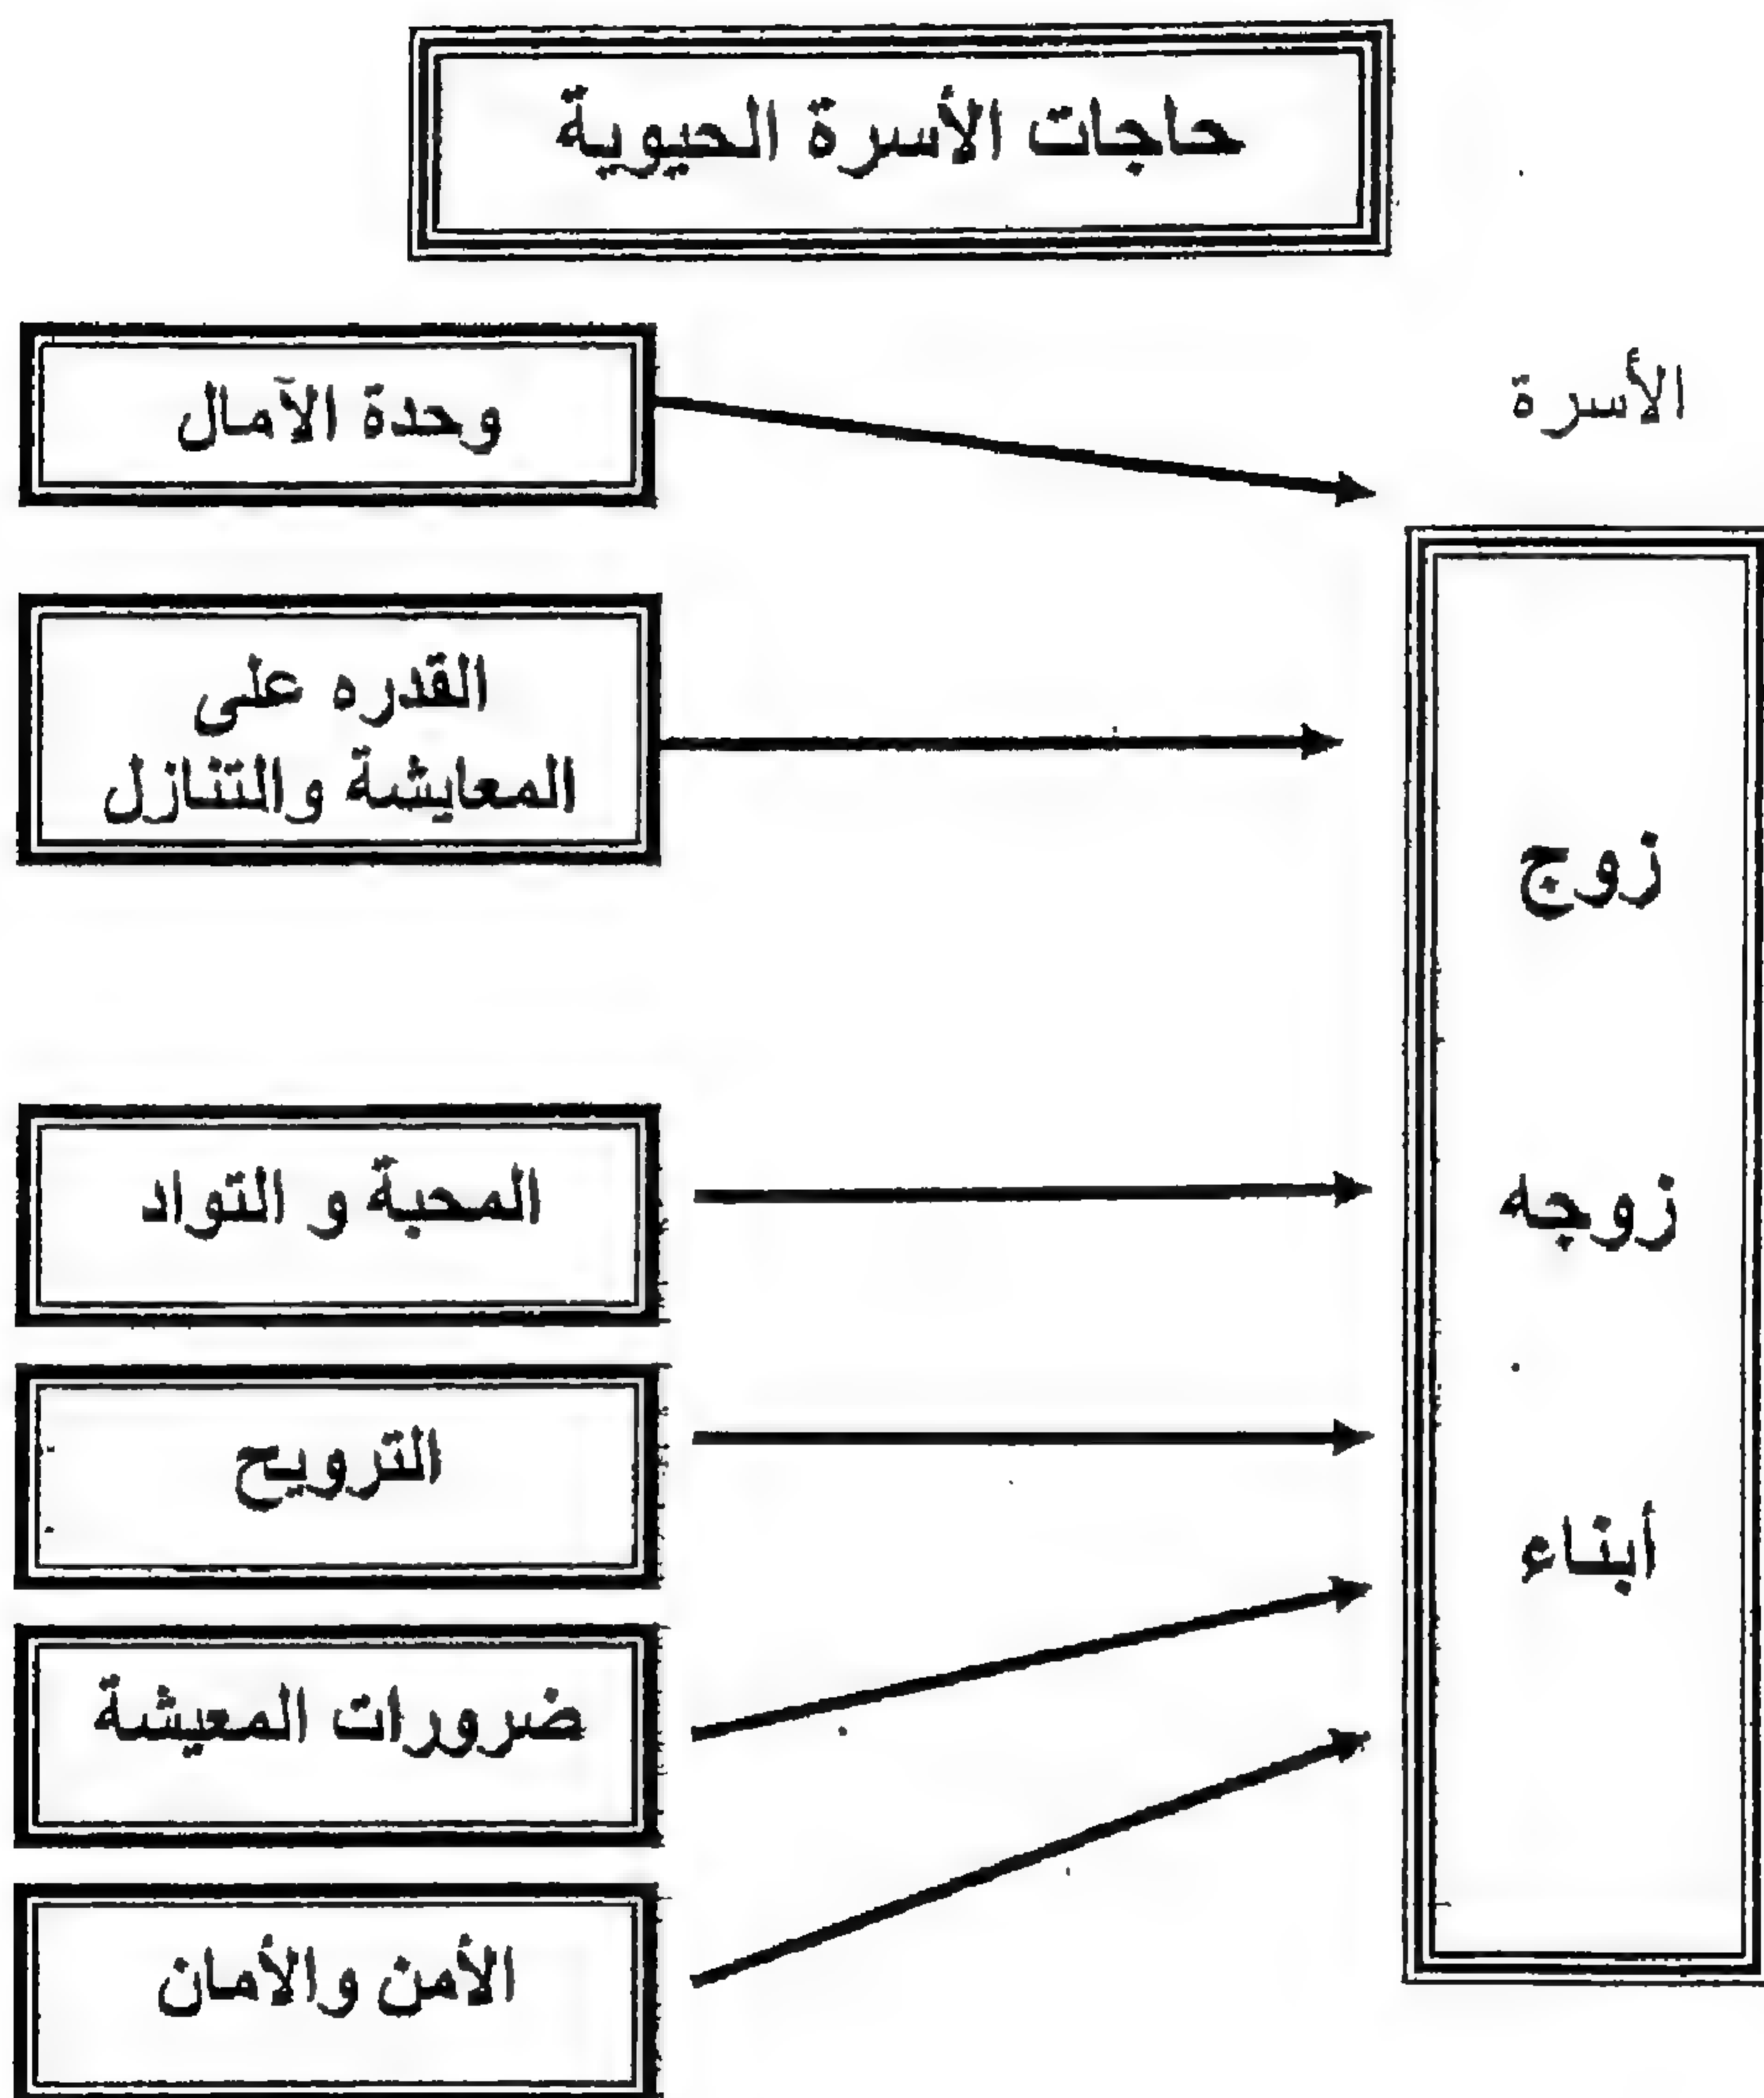 حاجات الأسرة الحيوية
الأسرة
زوج
زوجه
أبناء
وحدة الآمال
القدره على
المعايشة والتنازل
المحبة و التواد
الترويح
ضرورات المعيشة
الأمن والأمان